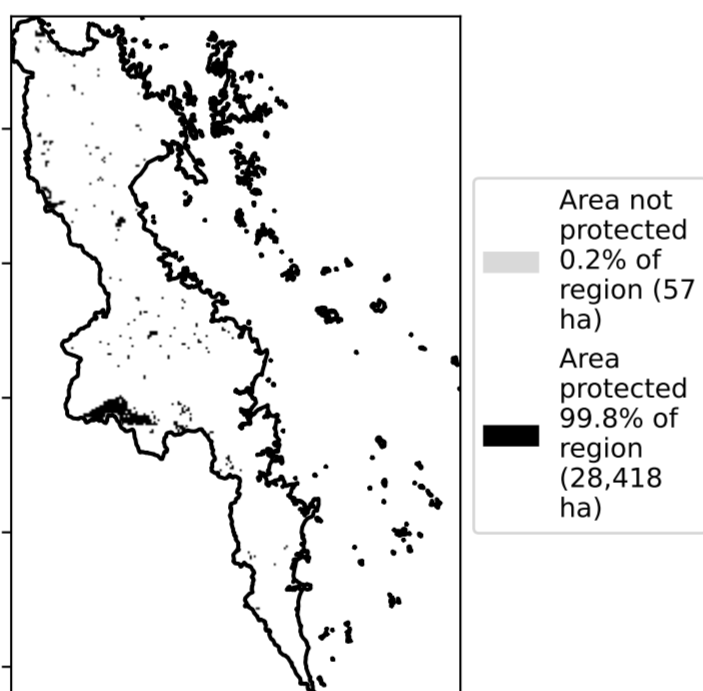 Area not
protected
0.2% of
region (57
ha)
Area
protected
99.8% of
region
(28,418
ha)